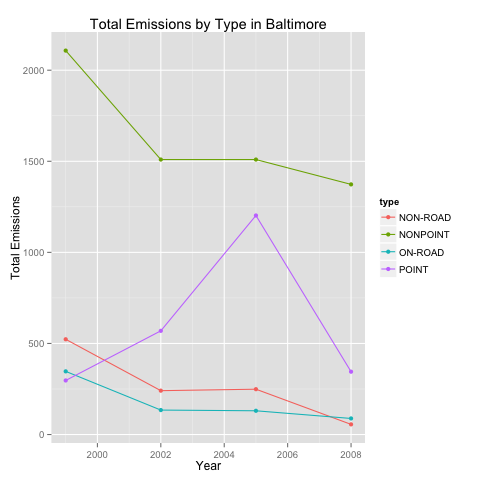 Total Emissions by Type in Baltimore
2000
1500
1000
500
0
Total Emissions
2000
2002
2004
2006
2008
Year
type
NON-ROAD
NONPOINT
ON-ROAD
POINT